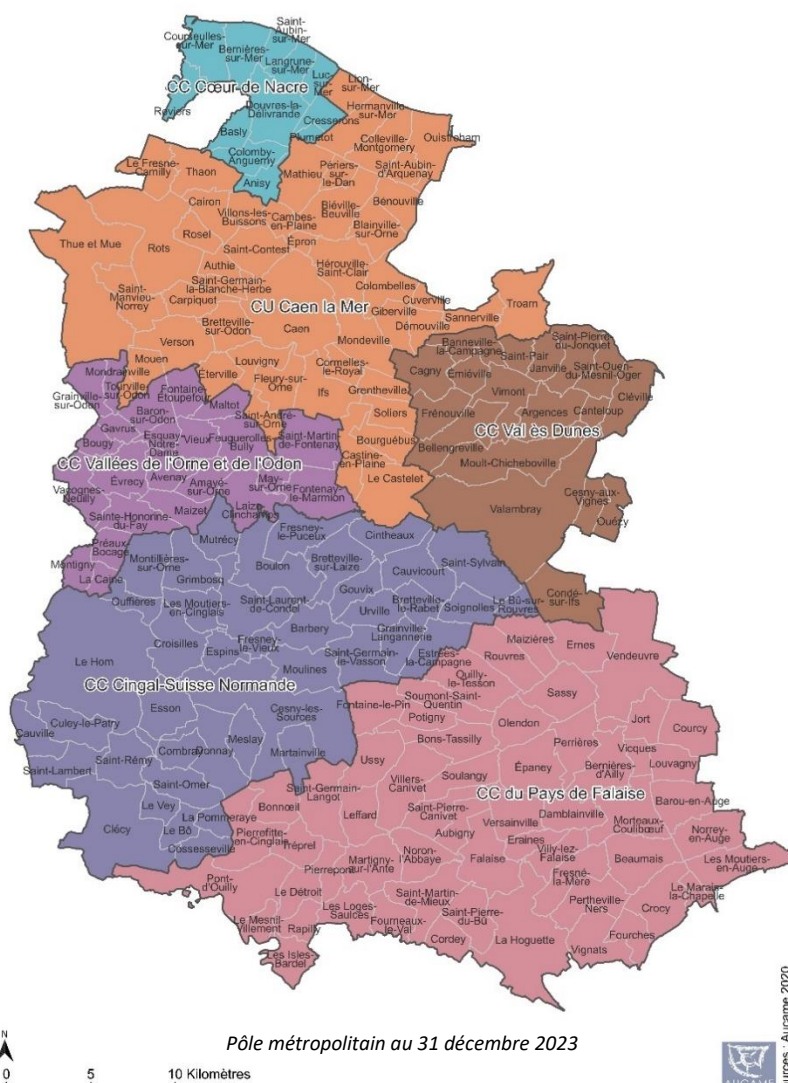 Saint-
Aubin-
sur-Mer
Courseulles-
sur-Mer
Bernières-
sur-Mer
Langrune-
sur-Mer
Luc-
sur-
Mer
Lion-
sur-Mer
CC Cœur de Nacre
Reviers
Douvres-la-
Délivrande
Cresserons
Hermanville-
sur-Mer
Basly
Plumetot
Colleville-
Montgomery
Ouistreham
Colomby-
Anguerny
Anisy
Le Fresne-
Camilly
Thaon
Mathieu
Périers-
sur-
le-Dan
Saint-Aubin-
d'Arquenay
Cairon
Villons-les-
Buissons
Cambes-
en-Plaine
Biéville-
Beuville
Bénouville
Blainville-
sur-Orne
Thue et Mue
Rots
Rosel
Saint-Contest
Épron
Authie
Hérouville-
Saint-Clair
Saint-
Manvieu-
Norrey
Saint-Germain-
la-Blanche-Herbe
Carpiquet
Colombelles
CU Caen la Mer
Cuverville
Giberville
Démouville
Sannerville
Troarn
Bretteville-
sur-Odon
Caen
Mondeville
Verson
Mouen
Louvigny
Cormelles-
le-Royal
Éterville
Fleury-sur-
Orne
Ifs
Grentheville
Banneville-
la-Campagne
Saint-Pierre-
du-Jonquet
Saint-Pair
Cagny
Émiéville
Janville
Saint-Ouen-
du-Mesnil-Oger
Vimont
Cléville
Mondrainville
Grainville-
sur-Odon
Tourville-
sur-Odon
Fontaine-
Étoupefour
Maltot
Baron-
sur-Odon
Saint-André-
sur-Orne
Soliers
Frénouville
Argences
Canteloup
Gavrus
Bougy
Esquay-
Notre-
Dame
Vieux
Feuguerolles-
Bully
Saint-Martin-
de-Fontenay
Bourguébus
CC Val ès Dunes
Bellengreville
CC Vallées de l'Orne et de l'Odon
Castine-
en-Plaine
Moult-Chicheboville
Évrecy
Avenay
Amayé-
sur-Orne
May-
sur-Orne
Fontenay-
le-Marmion
Le Castelet
Cesny-aux-
Vignes
Ouézy
Vacognes-
Neuilly
Sainte-Honorine-
du-Fay
Maizet
Laize-
Clinchamps
Valambray
Mutrécy
Fresney-
le-Puceux
Cintheaux
Préaux-
Bocage
Montigny
La Caine
Montillières-
sur-Orne
Grimbosq
Boulon
Bretteville-
sur-Laize
Cauvicourt
Saint-Sylvain
Gouvix
Ouffières
Les Moutiers-
en-Cinglais
Saint-Laurent-
de-Condel
Urville
Bretteville-
le-Rabet
Soignolles
Le Bû-sur-
Rouvres
Condé-
sur-Ifs
Barbery
Grainville-
Langannerie
Croisilles
Espins
Fresney-
le-Vieux
Saint-Germain-
le-Vasson
Estrées-
la-Campagne
Maizières
Rouvres
Ernes
Vendeuvre
Le Hom
Moulines
Quilly-
le-Tesson
CC Cingal-Suisse Normande
Fontaine-le-Pin
Soumont-Saint-
Quentin
Sassy
Esson
Cesny-les-
Sources
Potigny
Olendon
Jort
Courcy
Culey-le-Patry
Cauville
Meslay
Donnay
Combray
Martainville
Bons-Tassilly
Perrières
Vicques
Saint-Lambert
Saint-Rémy
Ussy
Épaney
Bernières-
d'Ailly
Louvagny
Saint-Omer
Saint-Germain-
Langot
Villers-
Canivet
Soulangy
CC du Pays de Falaise
Barou-en-Auge
Le Vey
La Pommeraye
Bonnœil
Leffard
Saint-Pierre-
Canivet
Versainville
Damblainville
Morteaux-
Coulibœuf
Norrey-
en-Auge
Clécy
Le Bô
Cossesseville
Pierrefitte-
en-Cinglais
Tréprel
Aubigny
Eraines
Noron-
l'Abbaye
Falaise
Villy-lez-
Falaise
Beaumais
Les Moutiers-
en-Auge
Pierrepont
Martigny-
sur-l'Ante
Fresné-
la-Mère
Pont-
d'Ouilly
Le Détroit
Saint-Martin-
de-Mieux
Pertheville-
Ners
Le Marais-
la-Chapelle
Crocy
Les Loges-
Saulces
Saint-Pierre-
du-Bû
Le Mesnil-
Villement
Rapilly
Fourneaux-
le-Val
Cordey
La Hoguette
Fourches
Vignats
Les Isles-
Bardel
Pôle métropolitain au 31 décembre 2023
N
0 5 10 Kilomètres
AUCAME
Sources : Aucame 2020